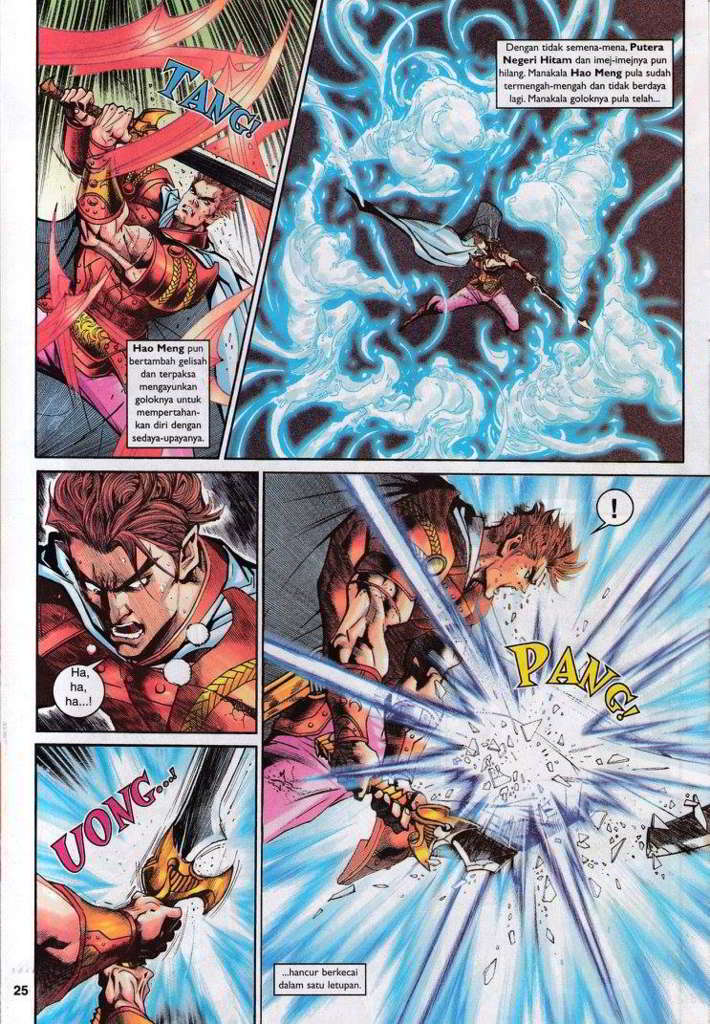 TANG!
Hao Meng pun
bertambah gelisah
dan terpaksa
mengayunkan
goloknya untuk
mempertahan-
kan diri dengan
sedaya-upayanya.
Dengan tidak semena-mena, Putera
Negeri Hitam dan imej-imejnya pun
hilang. Manakala Hao Meng pula sudah
termengah-mengah dan tidak berdaya
lagi. Manakala goloknya pula telah...
Ha,
ha,
ha...!
UONG...!
!
PANG!
...hancur berkecai
dalam satu letupan.
25